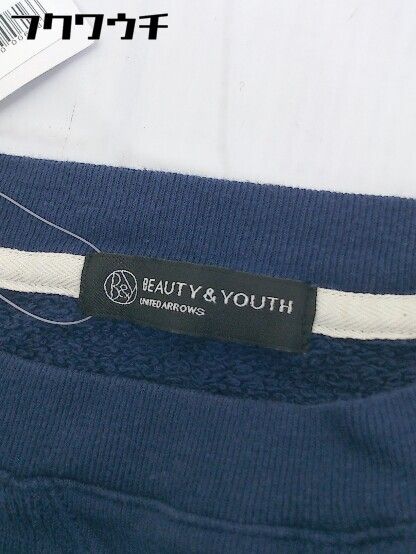 フクワウチ
B&Y
BEAUTY & YOUTH
UNITED ARROWS